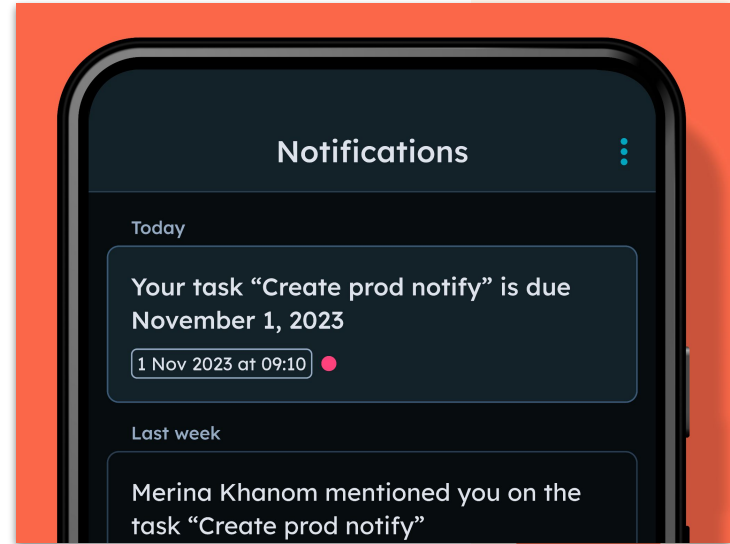 Notifications
Today
Your task “Create prod notify” is due
November 1, 2023
1 Nov 2023 at 09:10
Last week
Merina Khanom mentioned you on the
task “Create prod notify”